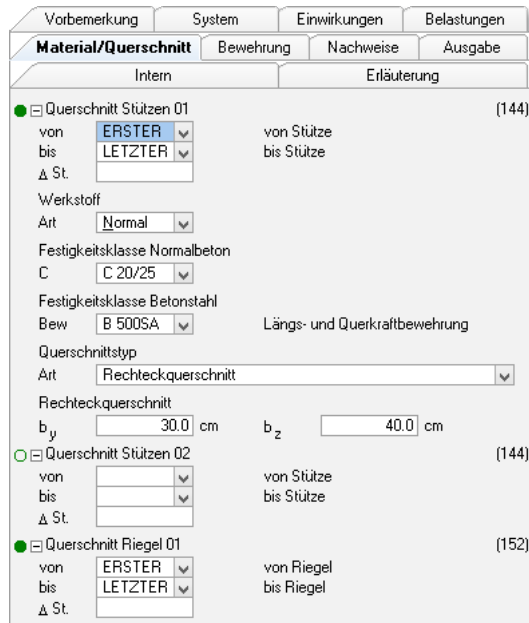 Vorbemerkung System Einwirkungen Belastungen
Material/Querschnitt Bewehrung Nachweise Ausgabe
Intern Erläuterung
Querschnitt Stützen 01 (144)
von ERSTER von Stütze
bis LETZTER bis Stütze
Δ St.
Werkstoff
Art Normal
Festigkeitsklasse Normalbeton
C C 20/25
Festigkeitsklasse Betonstahl
Bew B 500SA Längs- und Querkraftbewehrung
Querschnittstyp
Art Rechteckquerschnitt
Rechteckquerschnitt
by 30.0 cm bz 40.0 cm
Querschnitt Stützen 02 (144)
von von Stütze
bis bis Stütze
Δ St.
Querschnitt Riegel 01 (152)
von ERSTER von Riegel
bis LETZTER bis Riegel
Δ St.